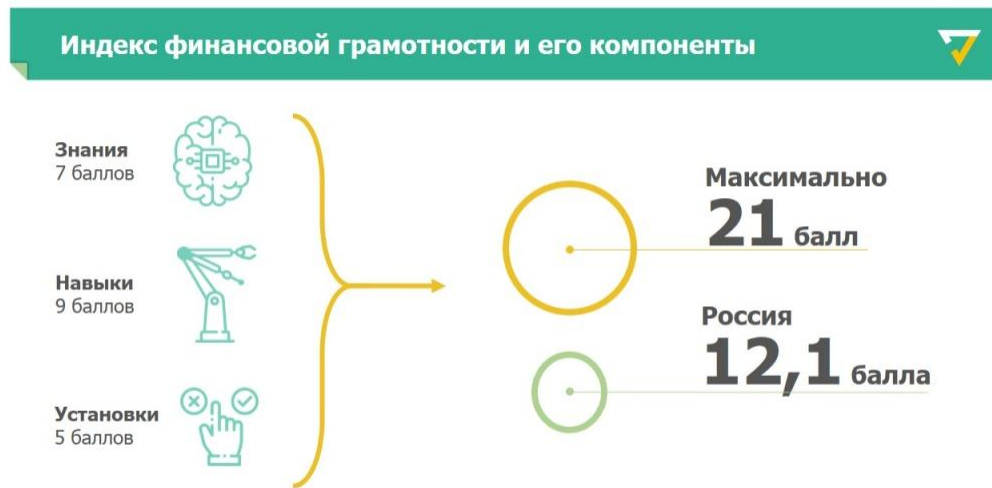 Индекс финансовой грамотности и его компоненты
Знания
7 баллов
Навыки
9 баллов
Установки
5 баллов
Максимально
21 балл
Россия
12,1 балла